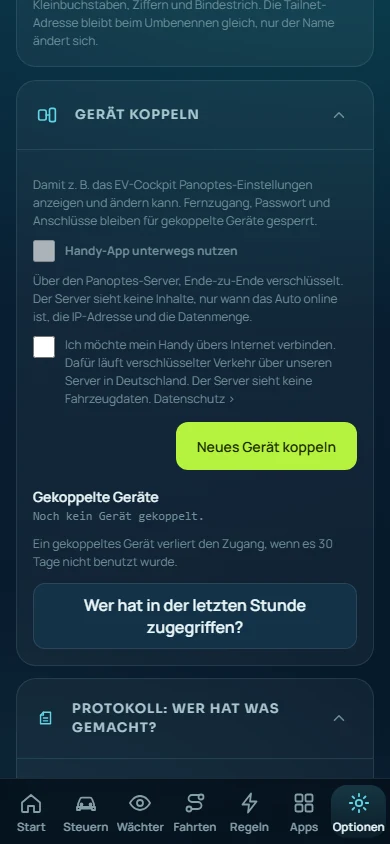 Kleinbuchstaben, Ziffern und Bindestrich. Die Tailnet-
Adresse bleibt beim Umbenennen gleich, nur der Name
ändert sich.
GERÄT KOPPELN
Damit z. B. das EV-Cockpit Panoptes-Einstellungen
anzeigen und ändern kann. Fernzugang, Passwort und
Anschlüsse bleiben für gekoppelte Geräte gesperrt.
Handy-App unterwegs nutzen
Über den Panoptes-Server, Ende-zu-Ende verschlüsselt.
Der Server sieht keine Inhalte, nur wann das Auto online
ist, die IP-Adresse und die Datenmenge.
Ich möchte mein Handy übers Internet verbinden.
Dafür läuft verschlüsselter Verkehr über unseren
Server in Deutschland. Der Server sieht keine
Fahrzeugdaten. Datenschutz ›
Neues Gerät koppeln
Gekoppelte Geräte
Noch kein Gerät gekoppelt.
Ein gekoppeltes Gerät verliert den Zugang, wenn es 30
Tage nicht benutzt wurde.
Wer hat in der letzten Stunde
zugegriffen?
PROTOKOLL: WER HAT WAS
GEMACHT?
Start Steuern Wächter Fahrten Regeln Apps Optionen